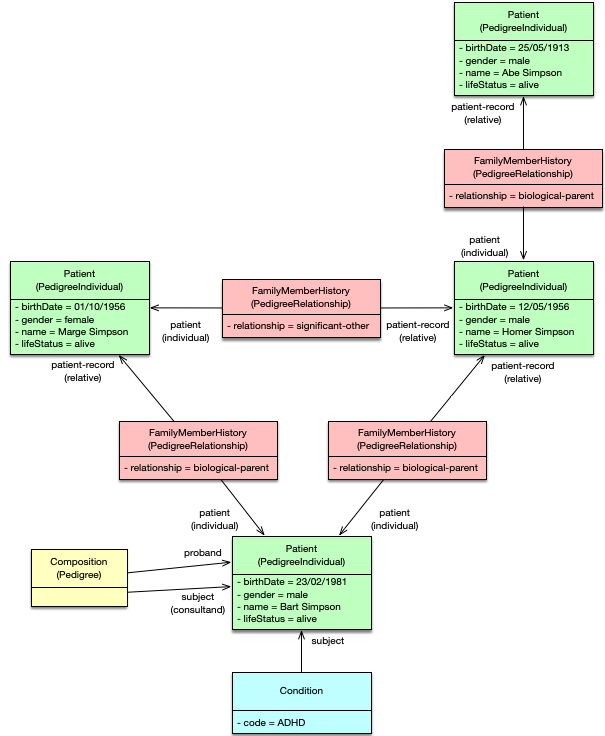 Patient
(PedigreeIndividual)
- birthDate = 25/05/1913
- gender = male
- name = Abe Simpson
- lifeStatus = alive
patient-record
(relative)
FamilyMemberHistory
(PedigreeRelationship)
- relationship = biological-parent
patient
(individual)
Patient
(PedigreeIndividual)
- birthDate = 01/10/1956
- gender = female
- name = Marge Simpson
- lifeStatus = alive
FamilyMemberHistory
(PedigreeRelationship)
- relationship = significant-other
Patient
(PedigreeIndividual)
- birthDate = 12/05/1956
- gender = male
- name = Homer Simpson
- lifeStatus = alive
patient
(individual)
patient-record
(relative)
patient-record
(relative)
patient-record
(relative)
FamilyMemberHistory
(PedigreeRelationship)
- relationship = biological-parent
FamilyMemberHistory
(PedigreeRelationship)
- relationship = biological-parent
patient
(individual)
patient
(individual)
Composition
(Pedigree)
proband
subject
(consultand)
Patient
(PedigreeIndividual)
- birthDate = 23/02/1981
- gender = male
- name = Bart Simpson
- lifeStatus = alive
subject
Condition
- code = ADHD